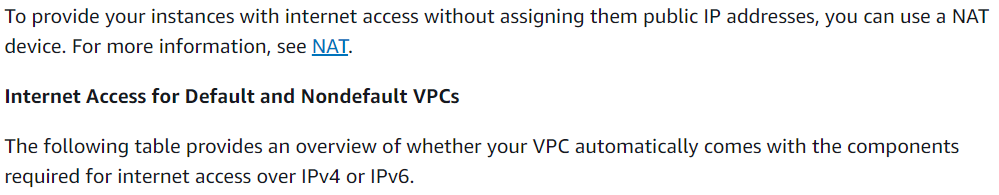 To provide your instances with internet access without assigning them public IP addresses, you can use a NAT
device. For more information, see NAT.
Internet Access for Default and Nondefault VPCs
The following table provides an overview of whether your VPC automatically comes with the components
required for internet access over IPv4 or IPv6.